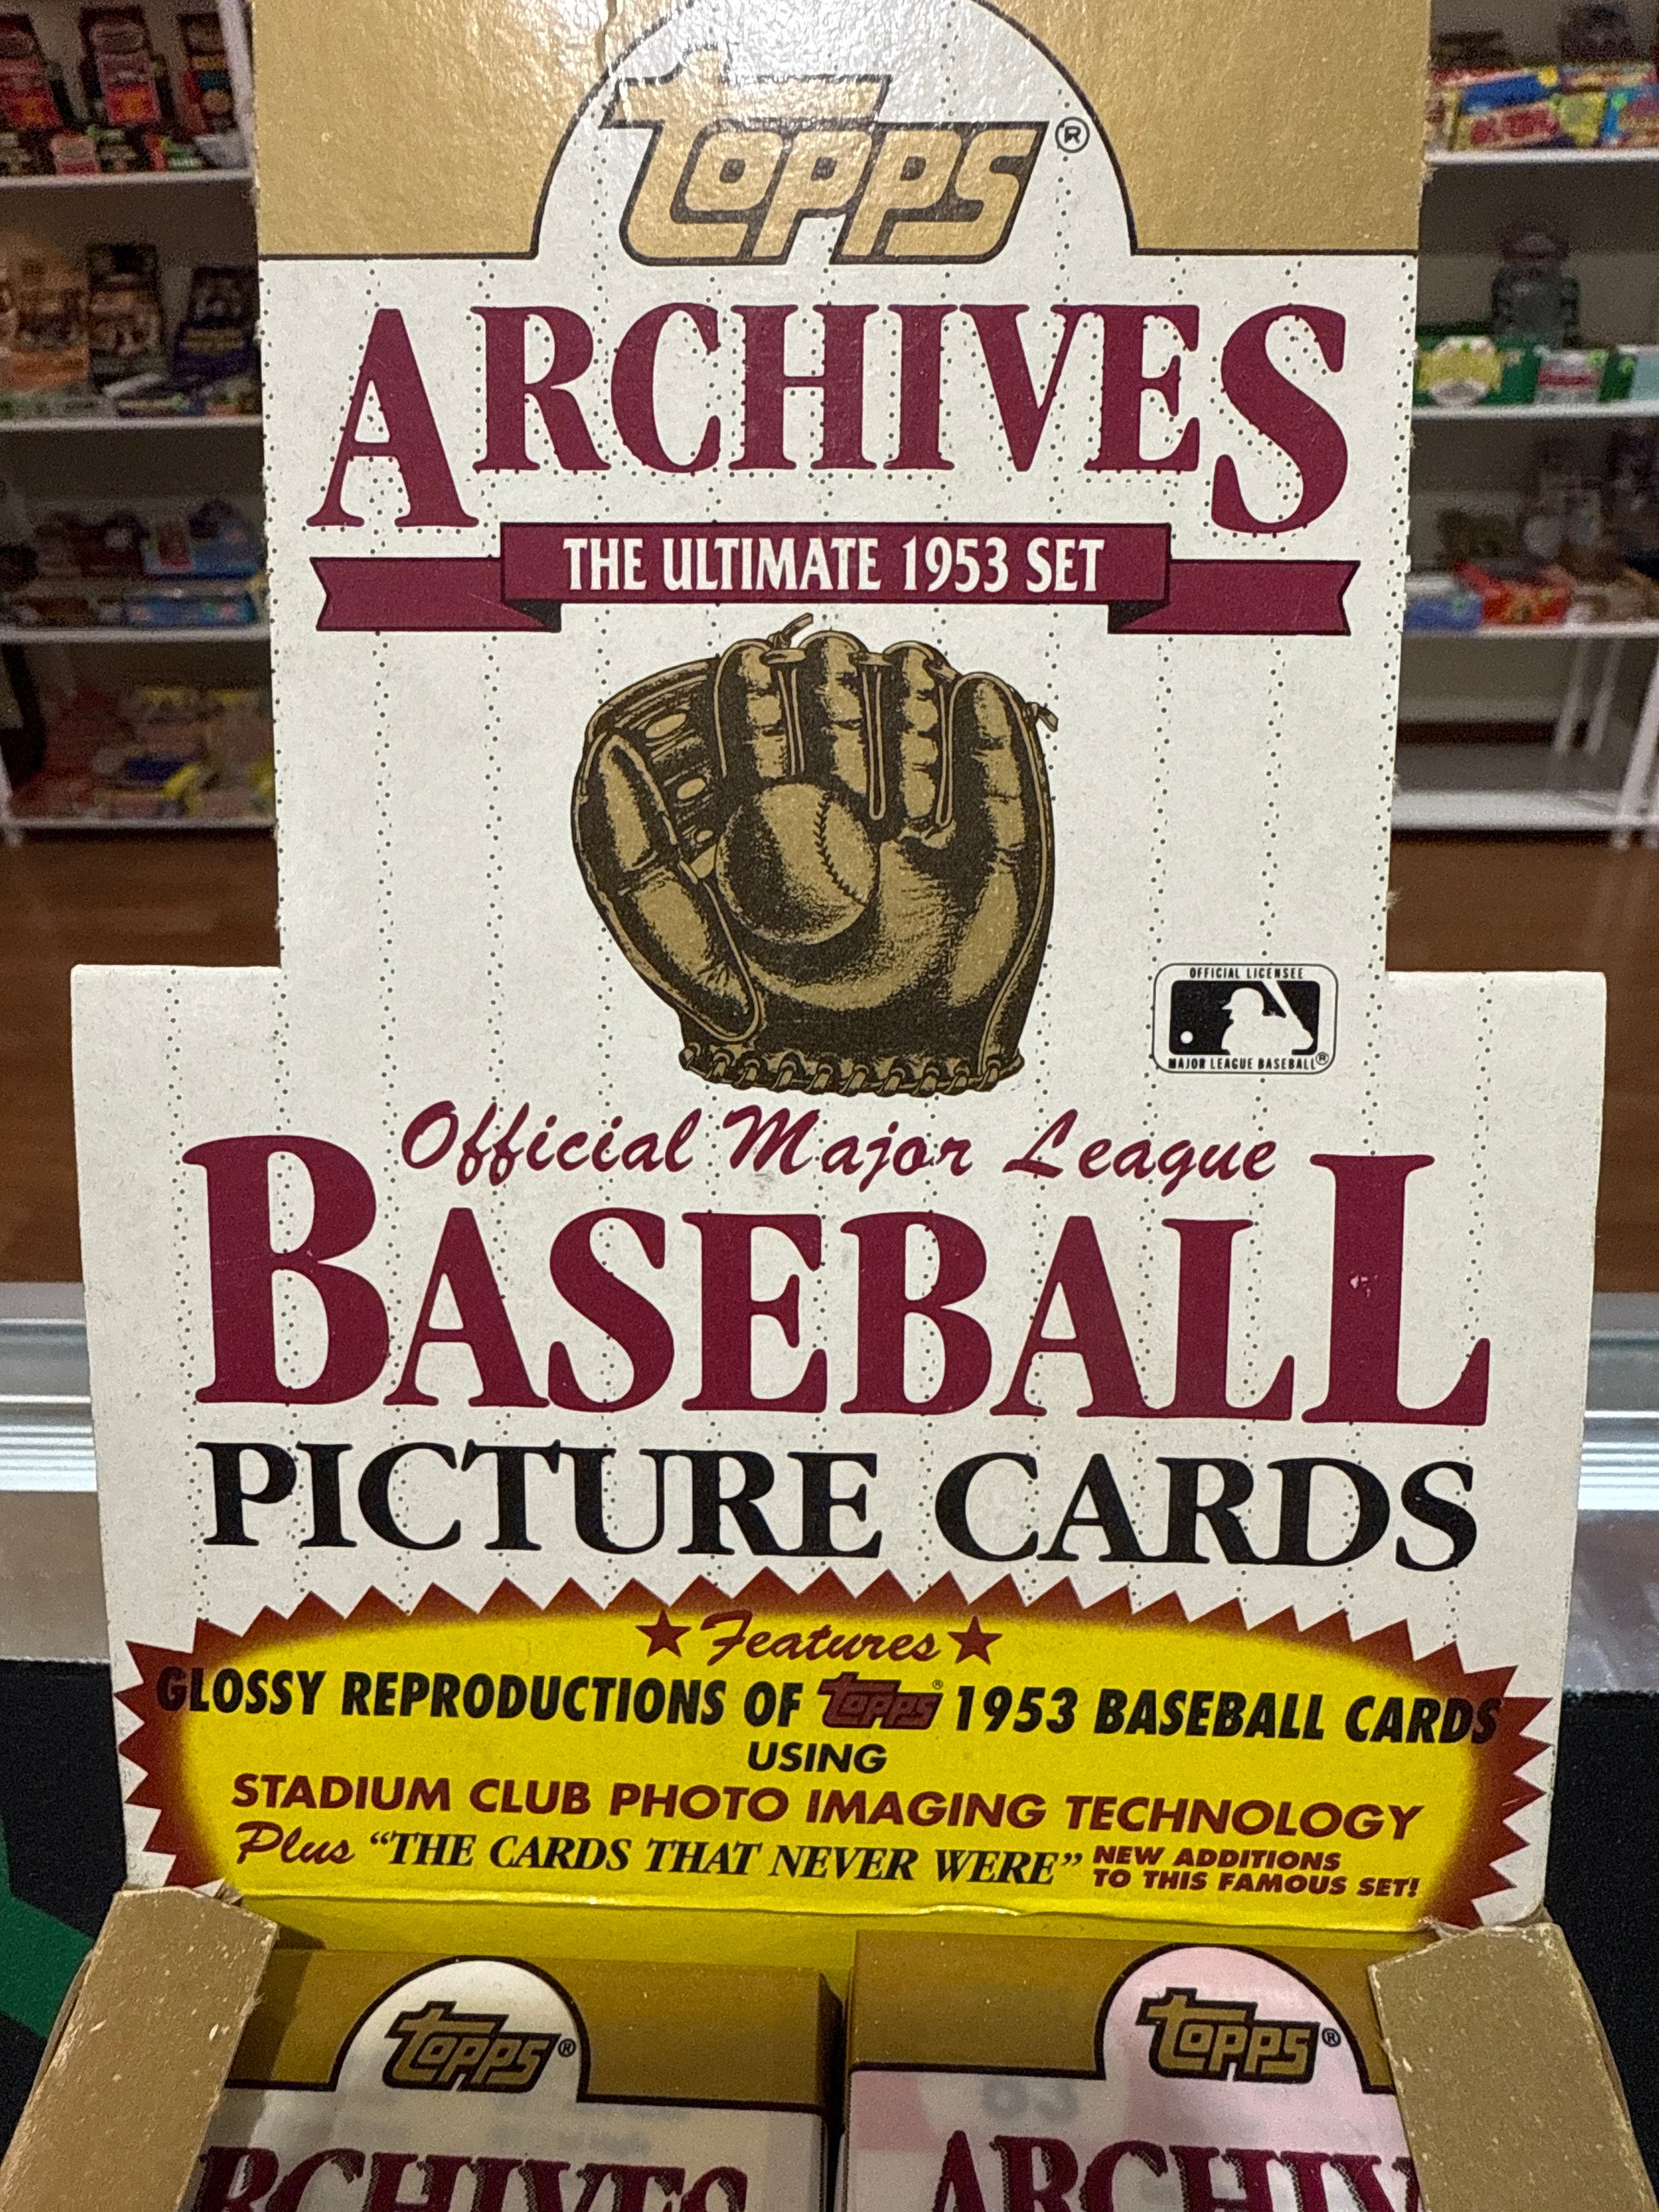 Topps®
ARCHIVES
THE ULTIMATE 1953 SET
OFFICIAL LICENSEE
MAJOR LEAGUE BASEBALL®
Official Major League
BASEBALL
PICTURE CARDS
★ Features ★
GLOSSY REPRODUCTIONS OF Topps® 1953 BASEBALL CARDS
USING
STADIUM CLUB PHOTO IMAGING TECHNOLOGY
Plus “THE CARDS THAT NEVER WERE” NEW ADDITIONS
TO THIS FAMOUS SET!
Topps® Topps®
RCHIVES ARCHIV